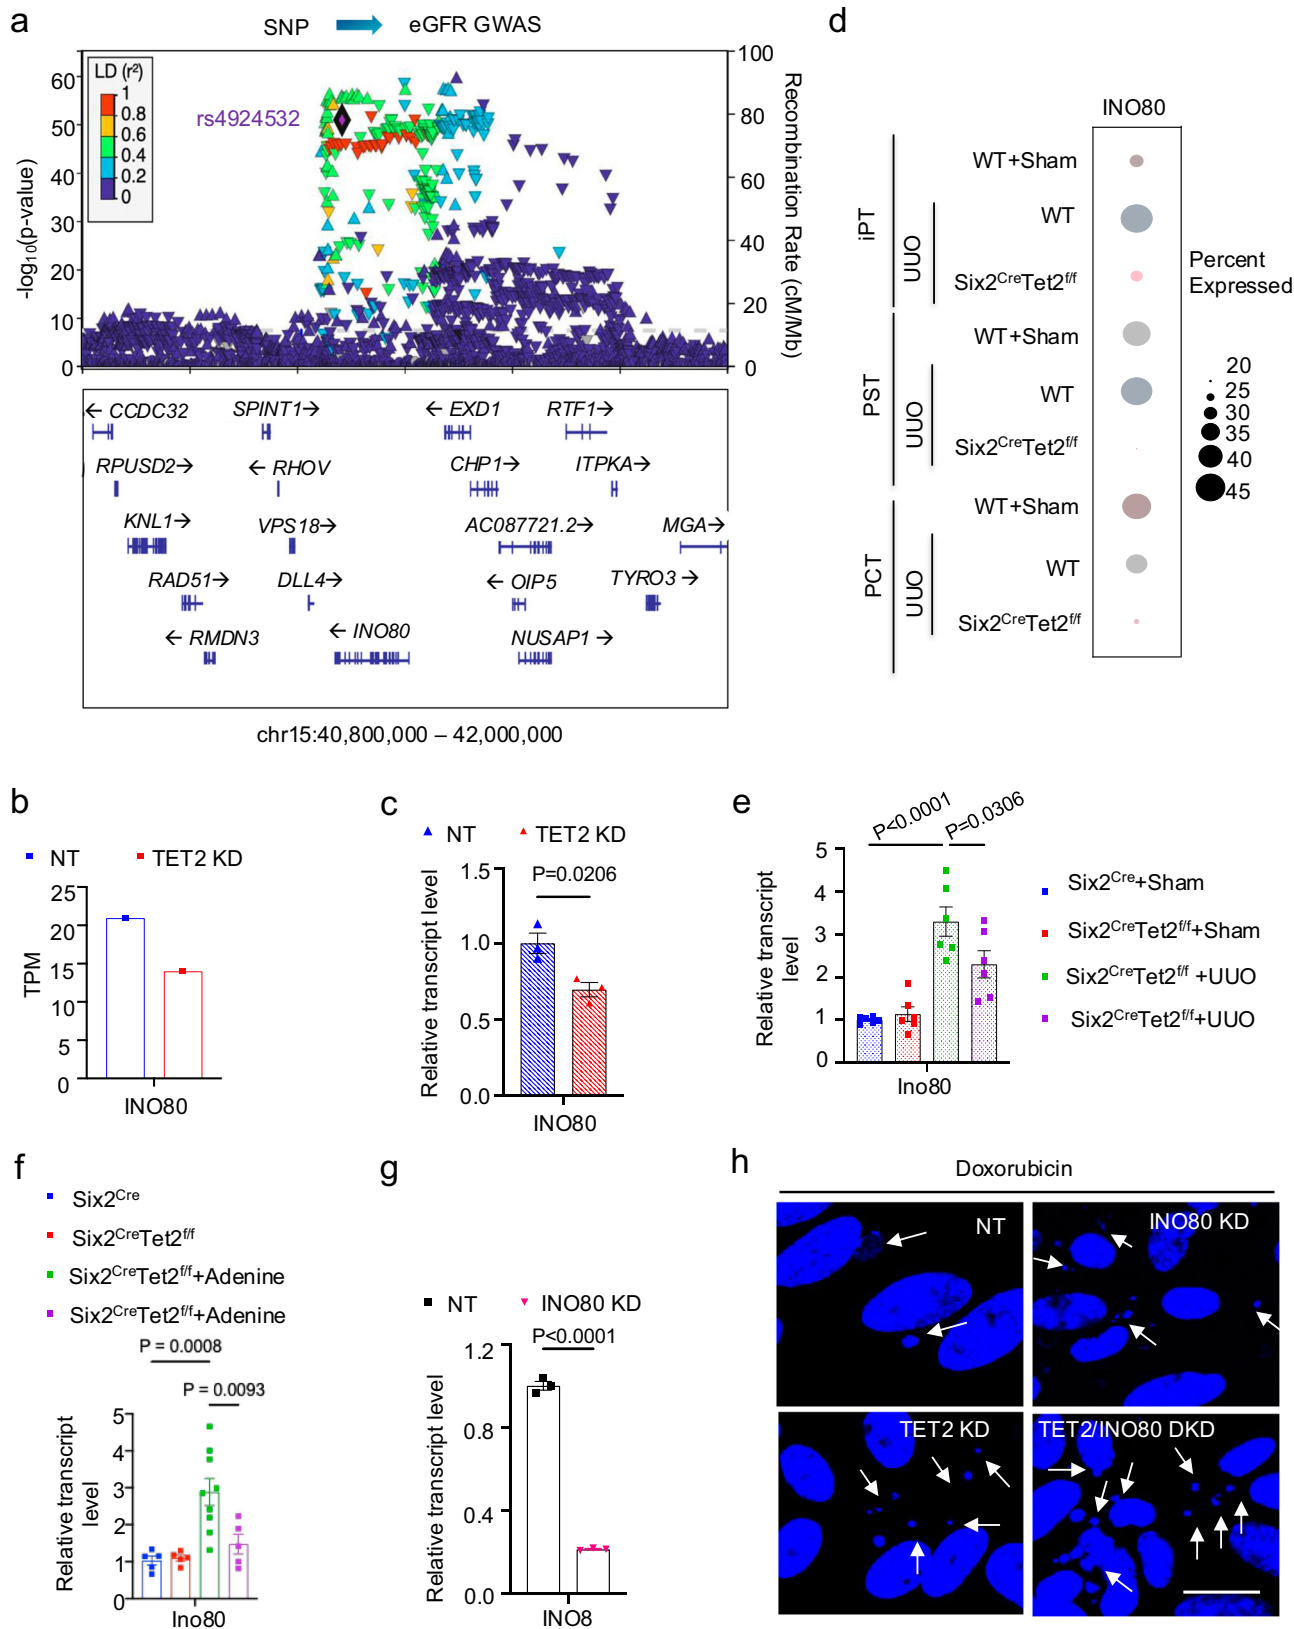 a
SNP
eGFR GWAS
60
50
40
30
20
10
0
-log10(p-value)
LD (r²)
1
0.8
0.6
0.4
0.2
0
rs4924532
100
80
60
40
20
0
Recombination Rate (cM/Mb)
← CCDC32
SPINT1→
← EXD1
RTF1→
RPUSD2→
← RHOV
CHP1→
ITPKA→
KNL1→
VPS18→
AC087721.2→
MGA→
RAD51→
DLL4→
← OIP5
TYRO3 →
← RMDN3
← INO80
NUSAP1 →
chr15:40,800,000 – 42,000,000
d
INO80
iPT
UUO
WT+Sham
WT
Six2CreTet2f/f
PST
UUO
WT+Sham
WT
Six2CreTet2f/f
PCT
UUO
WT+Sham
WT
Six2CreTet2f/f
Percent
Expressed
20
25
30
35
40
45
b
NT
TET2 KD
TPM
25
20
15
10
5
0
INO80
c
NT
TET2 KD
P=0.0206
Relative transcript level
1.5
1.0
0.5
0.0
INO80
e
P<0.0001
P=0.0306
Relative transcript
level
5
4
3
2
1
0
Ino80
Six2Cre+Sham
Six2CreTet2f/f+Sham
Six2CreTet2f/f +UUO
Six2CreTet2f/f+UUO
f
Six2Cre
Six2CreTet2f/f
Six2CreTet2f/f+Adenine
Six2CreTet2f/f+Adenine
P = 0.0008
P = 0.0093
Relative transcript
level
5
4
3
2
1
0
Ino80
g
NT
INO80 KD
P<0.0001
Relative transcript level
1.2
0.8
0.4
0.0
INO8
h
Doxorubicin
NT
INO80 KD
TET2 KD
TET2/INO80 DKD